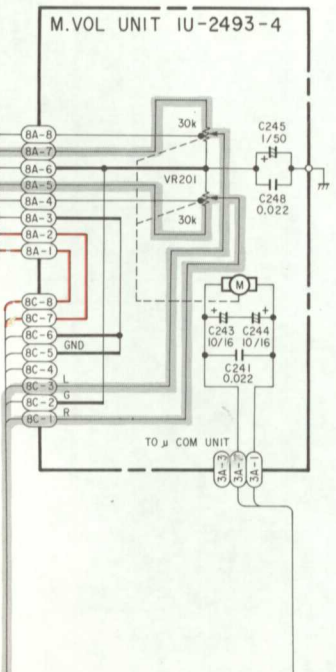 M.VOL UNIT 1U-2493-4
8A-8
8A-7
8A-6
8A-5
8A-4
8A-3
8A-2
8A-1
8C-8
8C-7
8C-6
8C-5
8C-4
8C-3
8C-2
8C-1
GND
L
G
R
30k
VR201
30k
C245
1/50
+
C248
0.022
M
+ +
C243 C244
10/16 10/16
C241
0.022
TO µ COM UNIT
3A-3 3A-2 3A-1